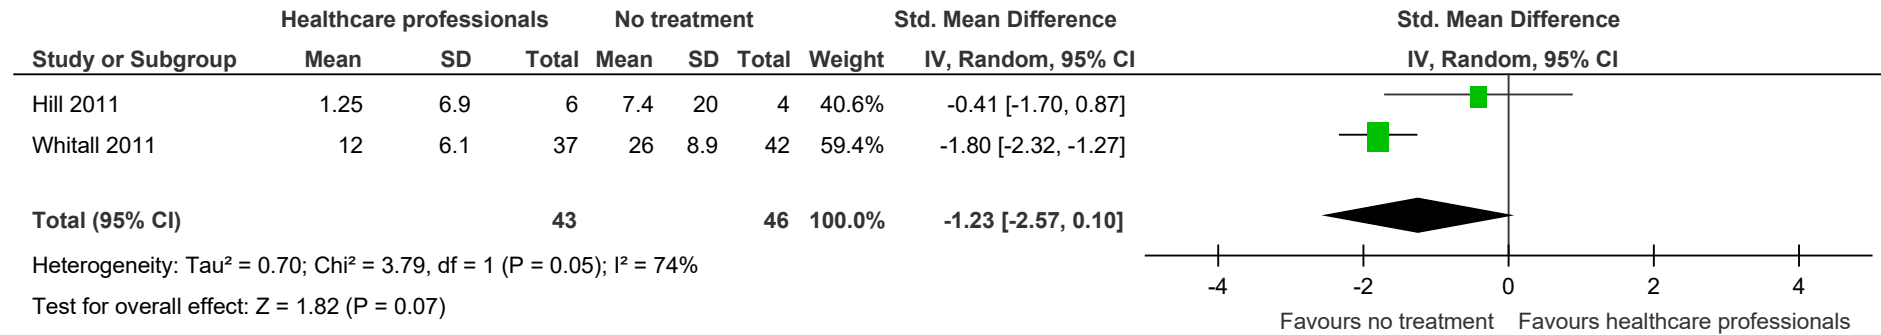 Healthcare professionals No treatment Std. Mean Difference Std. Mean Difference
Study or Subgroup Mean SD Total Mean SD Total Weight IV, Random, 95% CI IV, Random, 95% CI
Hill 2011 1.25 6.9 6 7.4 20 4 40.6% -0.41 [-1.70, 0.87]
Whitall 2011 12 6.1 37 26 8.9 42 59.4% -1.80 [-2.32, -1.27]
Total (95% CI) 43 46 100.0% -1.23 [-2.57, 0.10]
Heterogeneity: Tau² = 0.70; Chi² = 3.79, df = 1 (P = 0.05); I² = 74%
Test for overall effect: Z = 1.82 (P = 0.07)
-4 -2 0 2 4
Favours no treatment Favours healthcare professionals